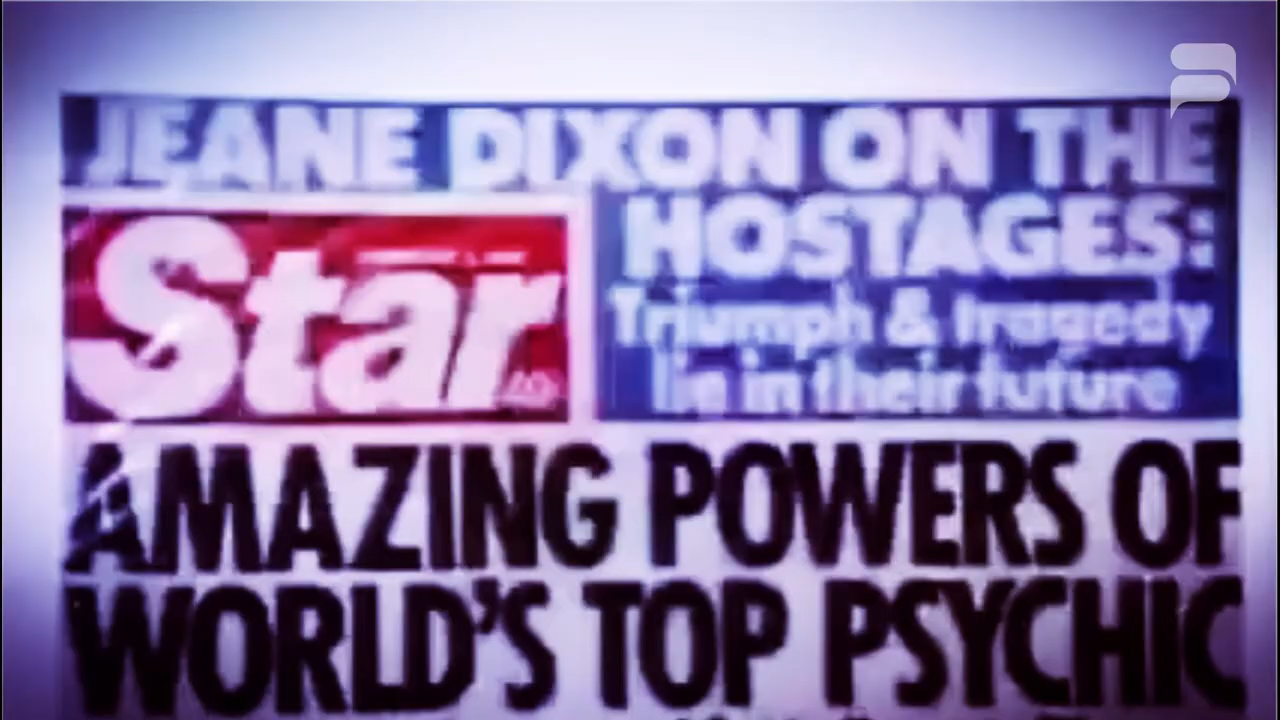 JEANE DIXON ON THE
HOSTAGES:
Triumph & tragedy
lie in their future
Star
AMAZING POWERS OF
WORLD'S TOP PSYCHIC